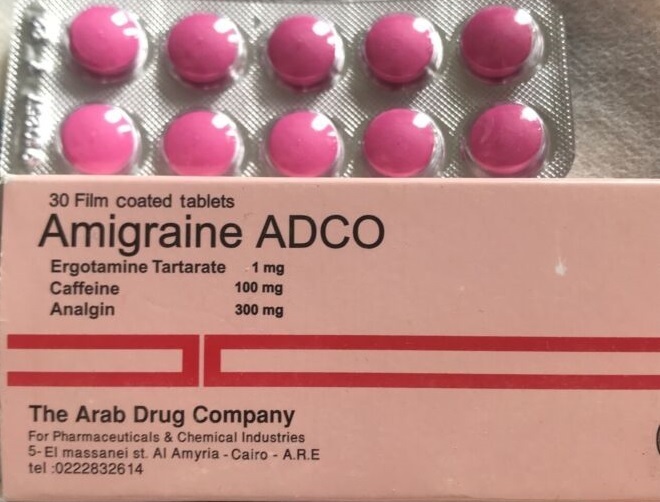 30 Film coated tablets
Amigraine ADCO
Ergotamine Tartarate 1 mg
Caffeine 100 mg
Analgin 300 mg
The Arab Drug Company
For Pharmaceuticals & Chemical Industries
5- El massanei st. Al Amyria - Cairo - A.R.E
tel :0222832614